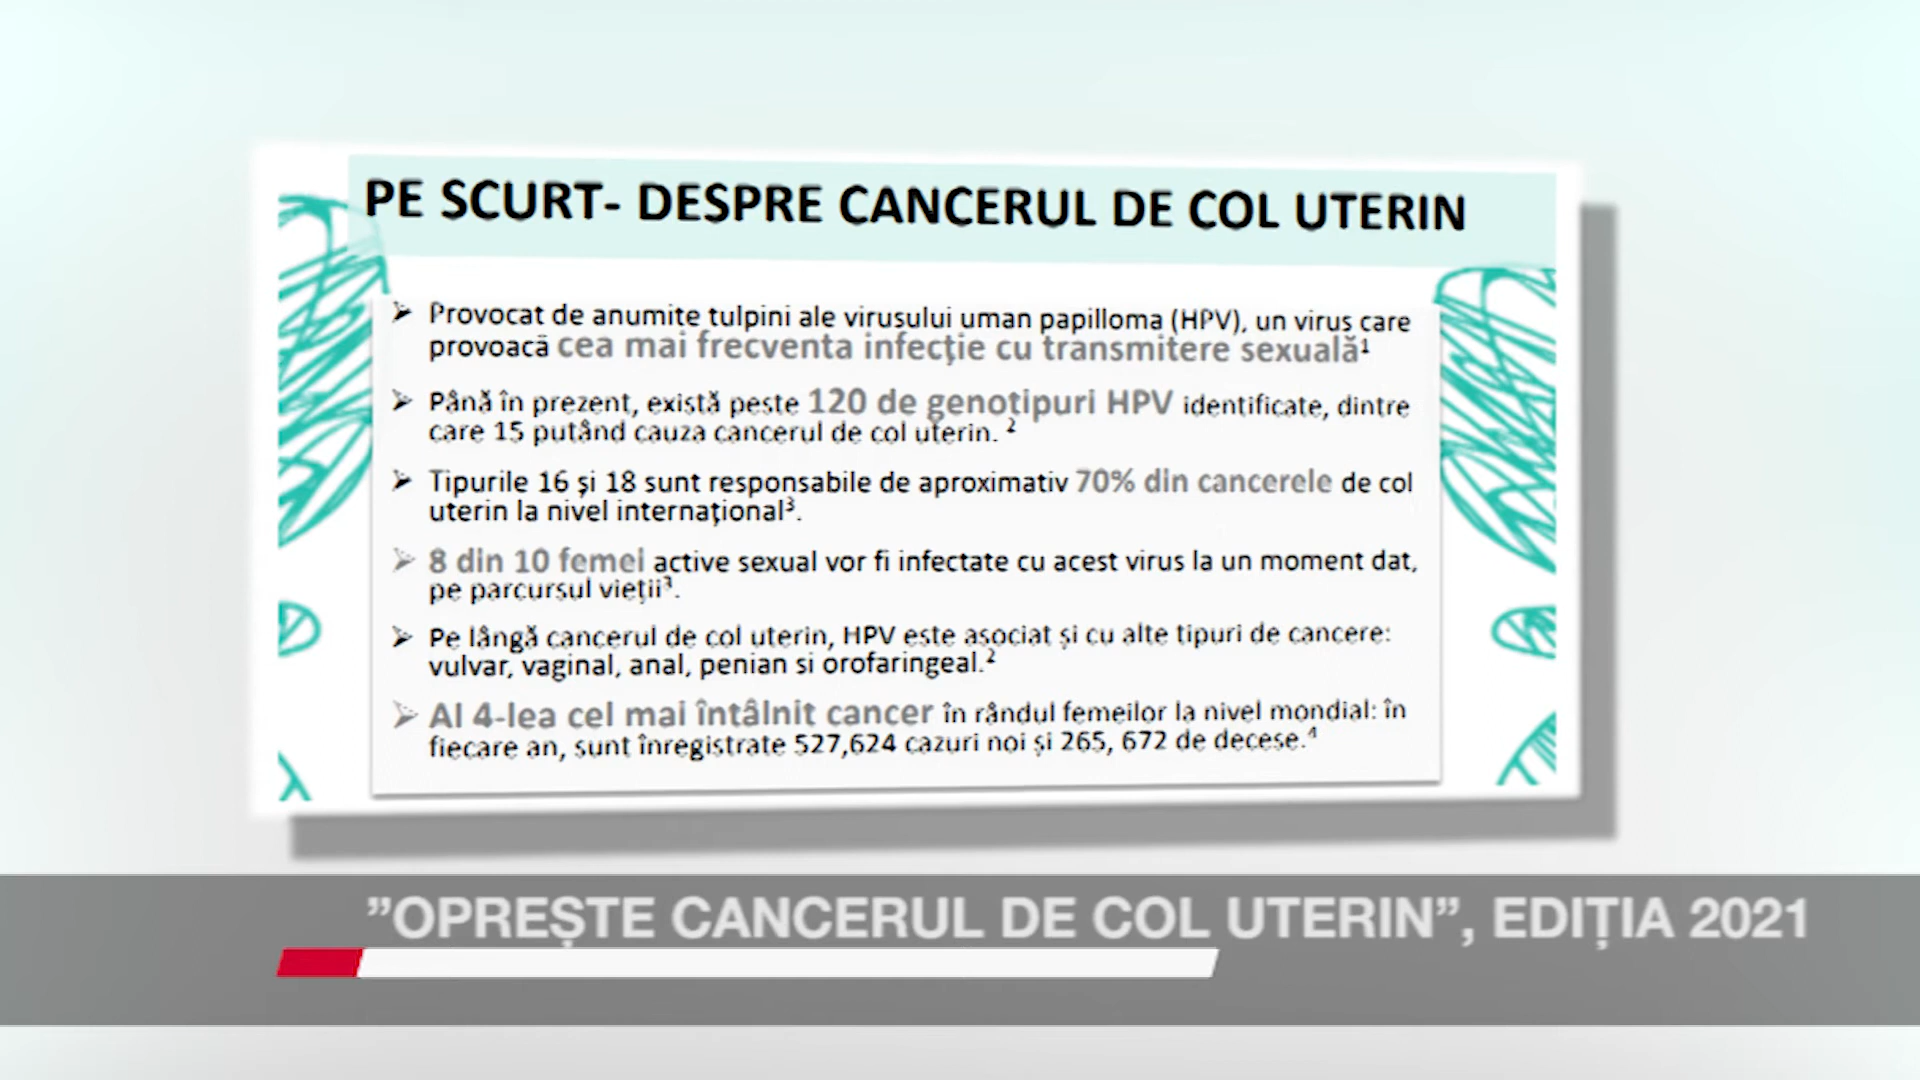 PE SCURT- DESPRE CANCERUL DE COL UTERIN
➢ Provocat de anumite tulpini ale virusului uman papilloma (HPV), un virus care
provoacă cea mai frecventa infecție cu transmitere sexuală¹
➢ Până în prezent, există peste 120 de genotipuri HPV identificate, dintre
care 15 putând cauza cancerul de col uterin. ²
➢ Tipurile 16 și 18 sunt responsabile de aproximativ 70% din cancerele de col
uterin la nivel internațional³.
➢ 8 din 10 femei active sexual vor fi infectate cu acest virus la un moment dat,
pe parcursul vieții³.
➢ Pe lângă cancerul de col uterin, HPV este asociat și cu alte tipuri de cancere:
vulvar, vaginal, anal, penian si orofaringeal.²
➢ Al 4-lea cel mai întâlnit cancer în rândul femeilor la nivel mondial: în
fiecare an, sunt înregistrate 527,624 cazuri noi și 265, 672 de decese.⁴
”OPREȘTE CANCERUL DE COL UTERIN”, EDIȚIA 2021